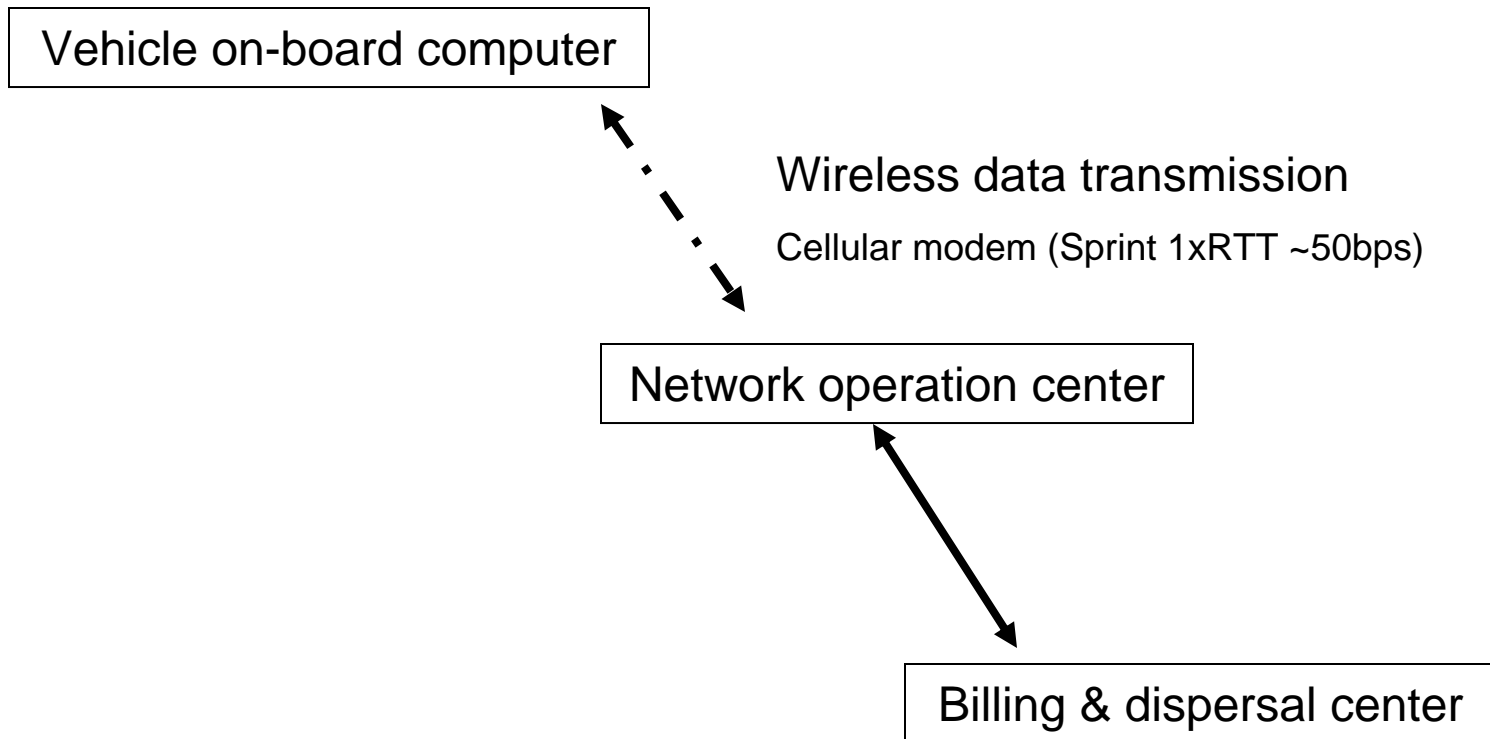 Vehicle on-board computer
Wireless data transmission
Cellular modem (Sprint 1xRTT ~50bps)
Network operation center
Billing & dispersal center